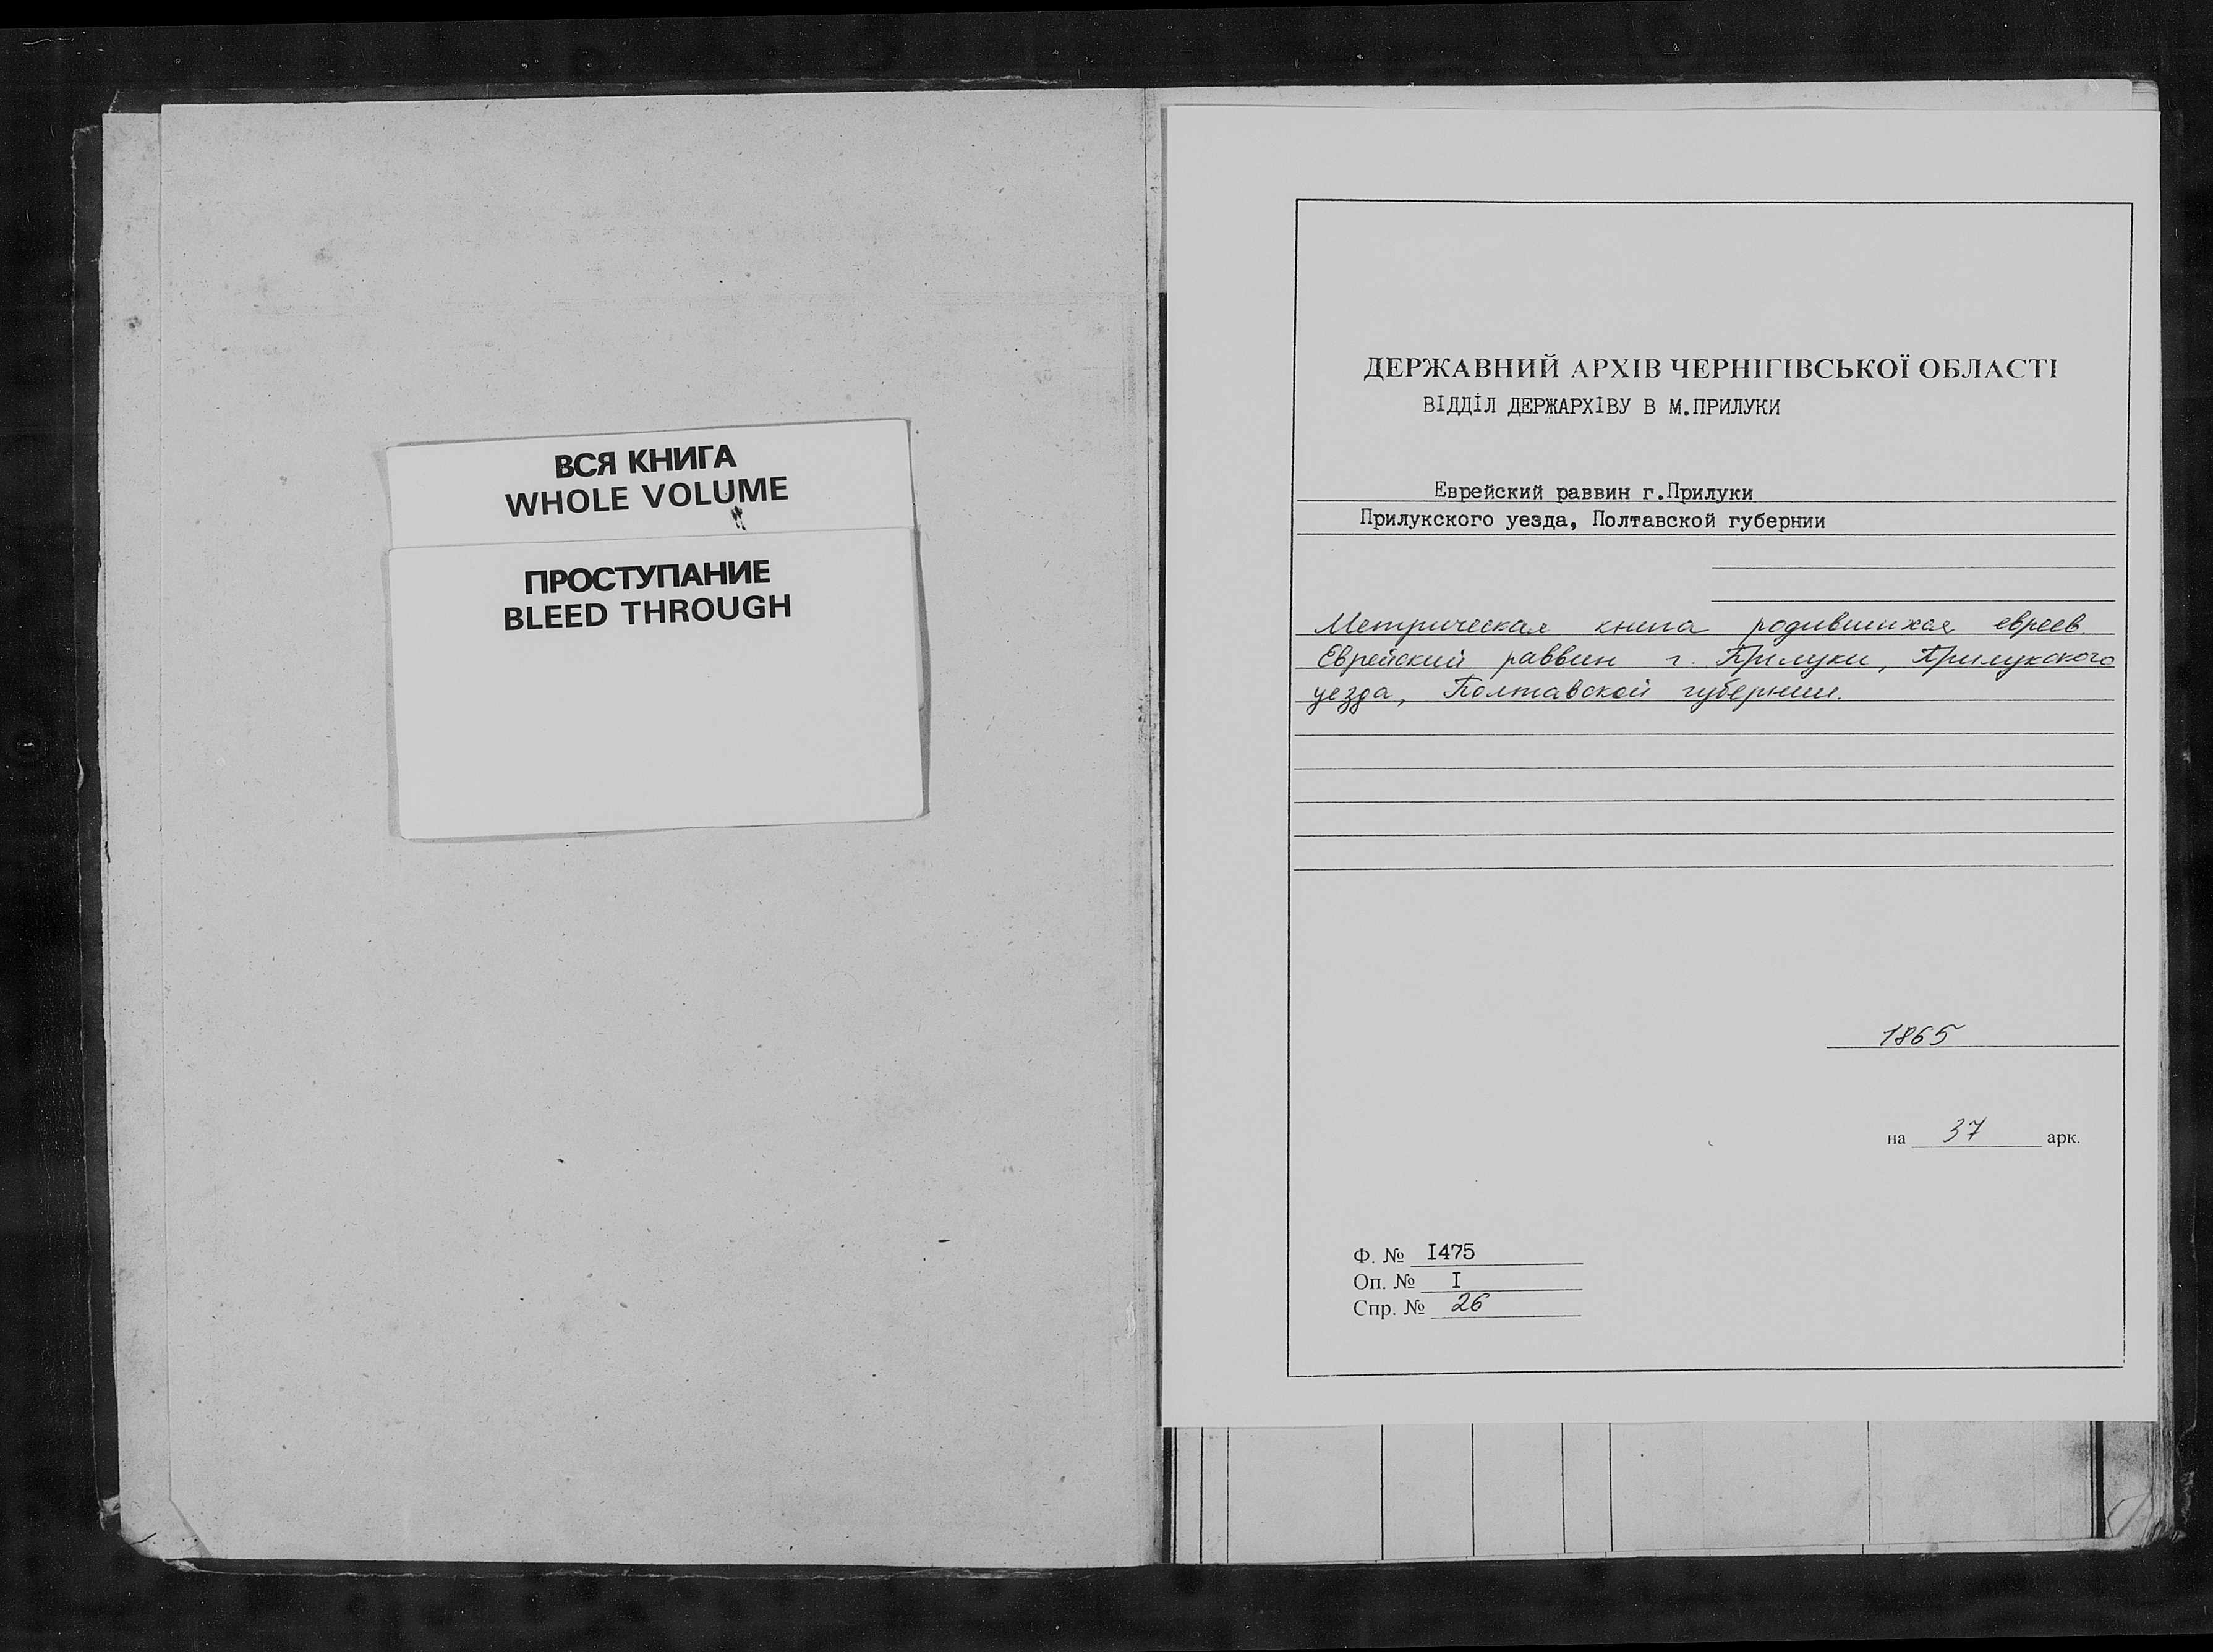 ВСЯ КНИГА
WHOLE VOLUME
ПРОСТУПАНИЕ
BLEED THROUGH
ДЕРЖАВНИЙ АРХІВ ЧЕРНІГІВСЬКОЇ ОБЛАСТІ
ВІДДІЛ ДЕРЖАРХІВУ В М.ПРИЛУКИ
Еврейский раввин г.Прилуки
Прилукского уезда, Полтавской губернии
Метрическая книга родившихся евреев.
Еврейский раввин г. Прилуки, Прилукского
уезда, Полтавской губернии.
1865
на 37 арк.
Ф. № I475
Оп. № I
Спр. № 26